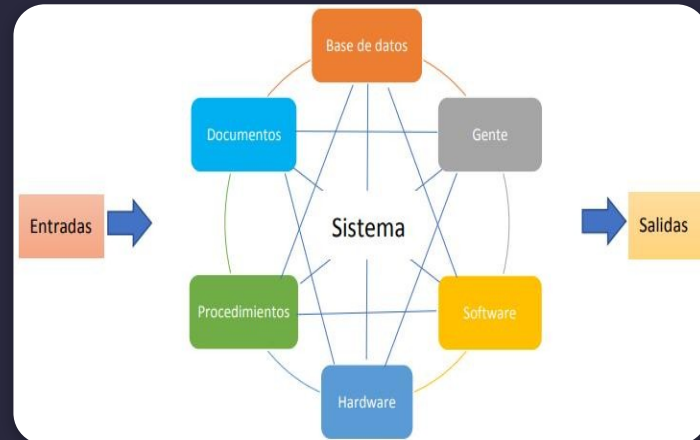 Base de datos
Documentos
Gente
Entradas
Sistema
Salidas
Procedimientos
Software
Hardware